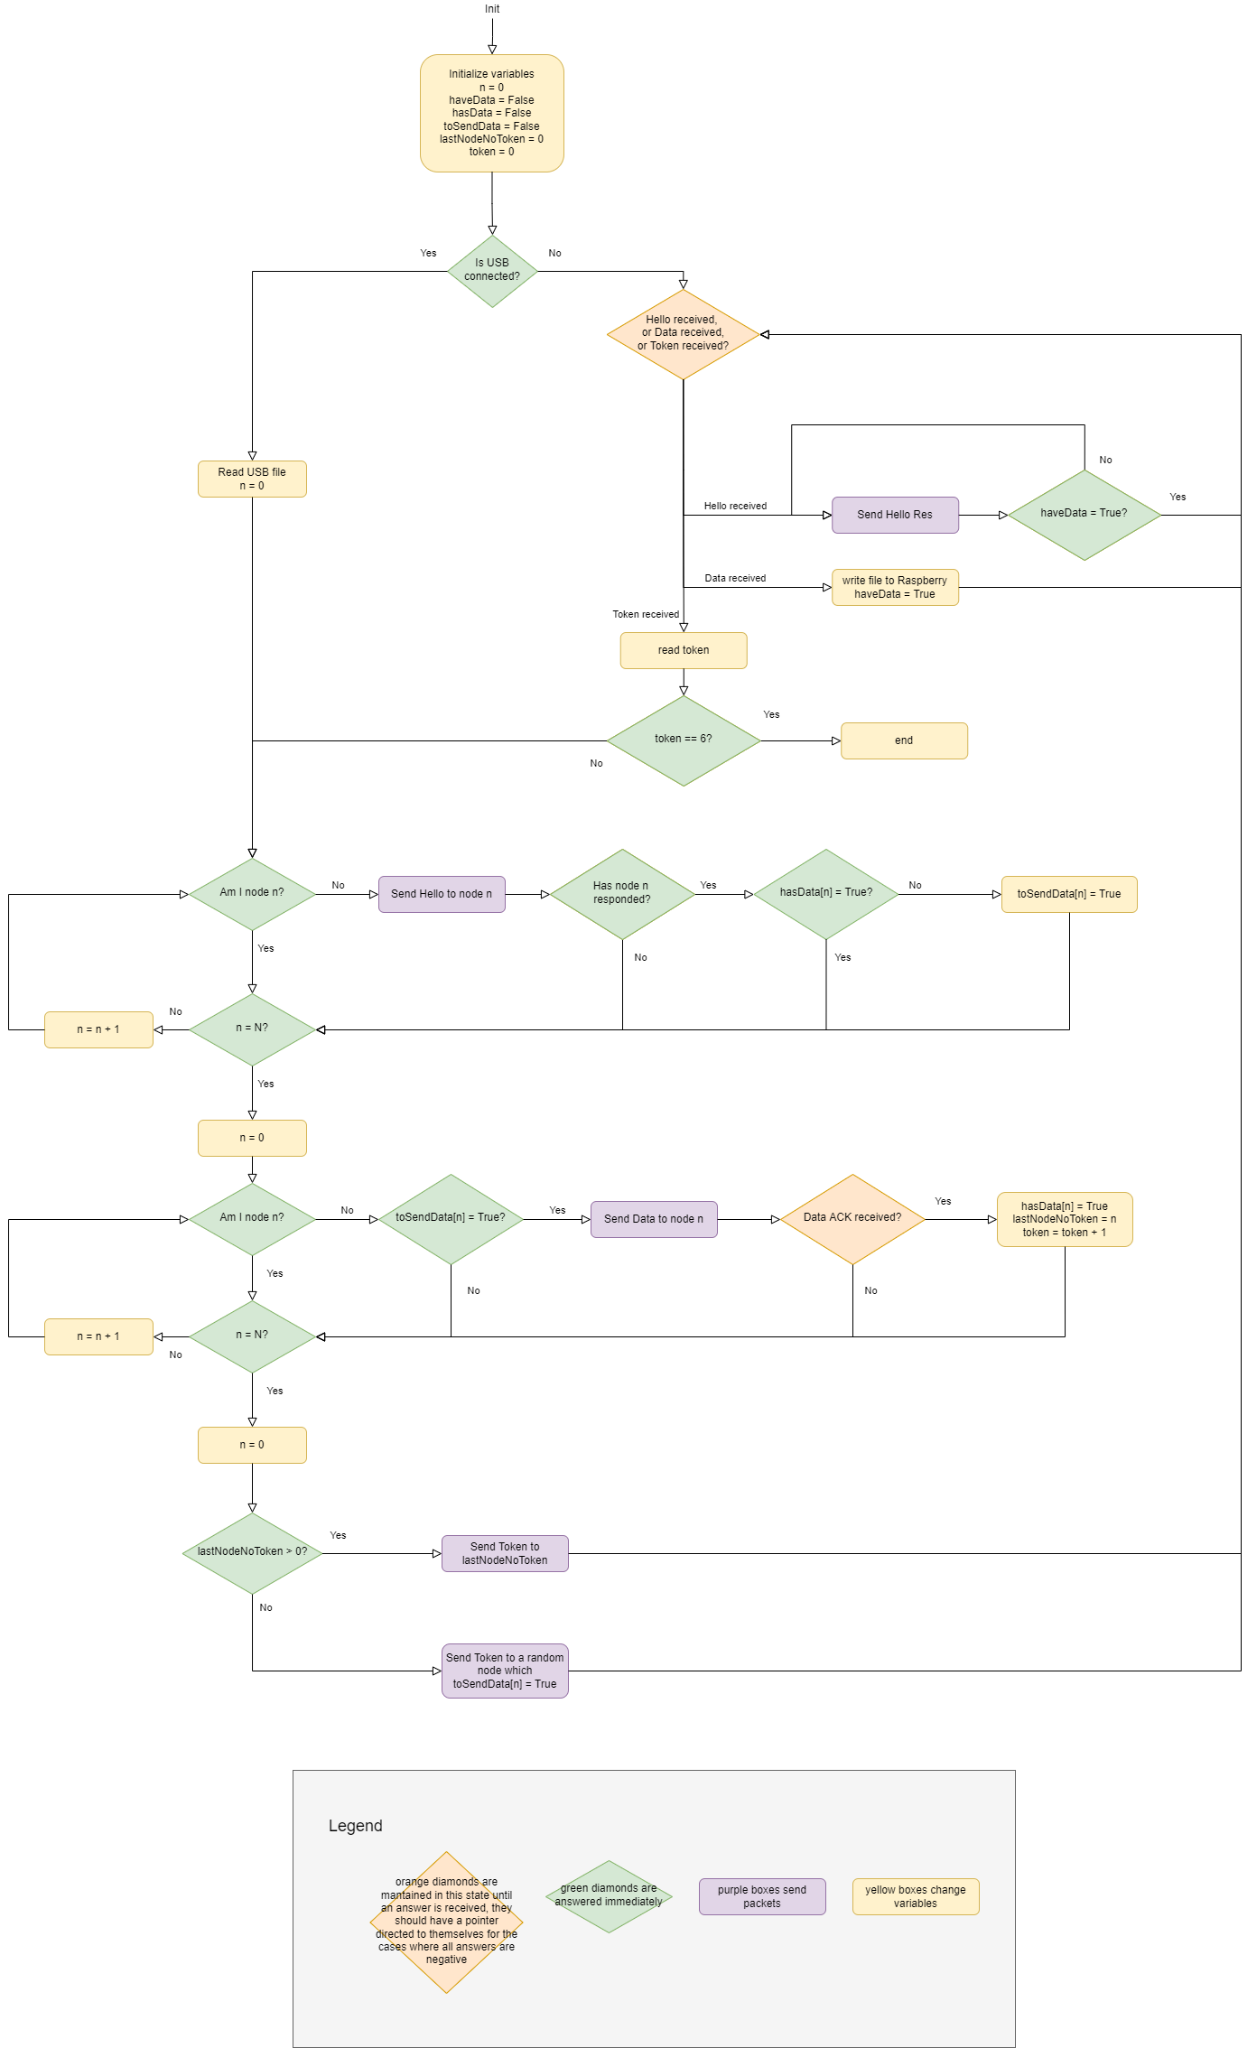 Init
Initialize variables
n = 0
haveData = False
hasData = False
toSendData = False
lastNodeNoToken = 0
token = 0
Yes
Is USB
connected?
No
Hello received,
or Data received,
or Token received?
Read USB file
n = 0
No
Hello received
Send Hello Res
haveData = True?
Yes
Data received
write file to Raspberry
haveData = True
Token received
read token
token == 6?
Yes
end
No
Am I node n?
No
Send Hello to node n
Has node n
responded?
Yes
hasData[n] = True?
No
toSendData[n] = True
Yes
No
Yes
n = n + 1
No
n = N?
Yes
n = 0
Am I node n?
No
toSendData[n] = True?
Yes
Send Data to node n
Data ACK received?
Yes
hasData[n] = True
lastNodeNoToken = n
token = token + 1
Yes
No
No
n = n + 1
No
n = N?
Yes
n = 0
lastNodeNoToken > 0?
Yes
Send Token to
lastNodeNoToken
No
Send Token to a random
node which
toSendData[n] = True
Legend
orange diamonds are
mantained in this state until
an answer is received, they
should have a pointer
directed to themselves for the
cases where all answers are
negative
green diamonds are
answered immediately
purple boxes send
packets
yellow boxes change
variables